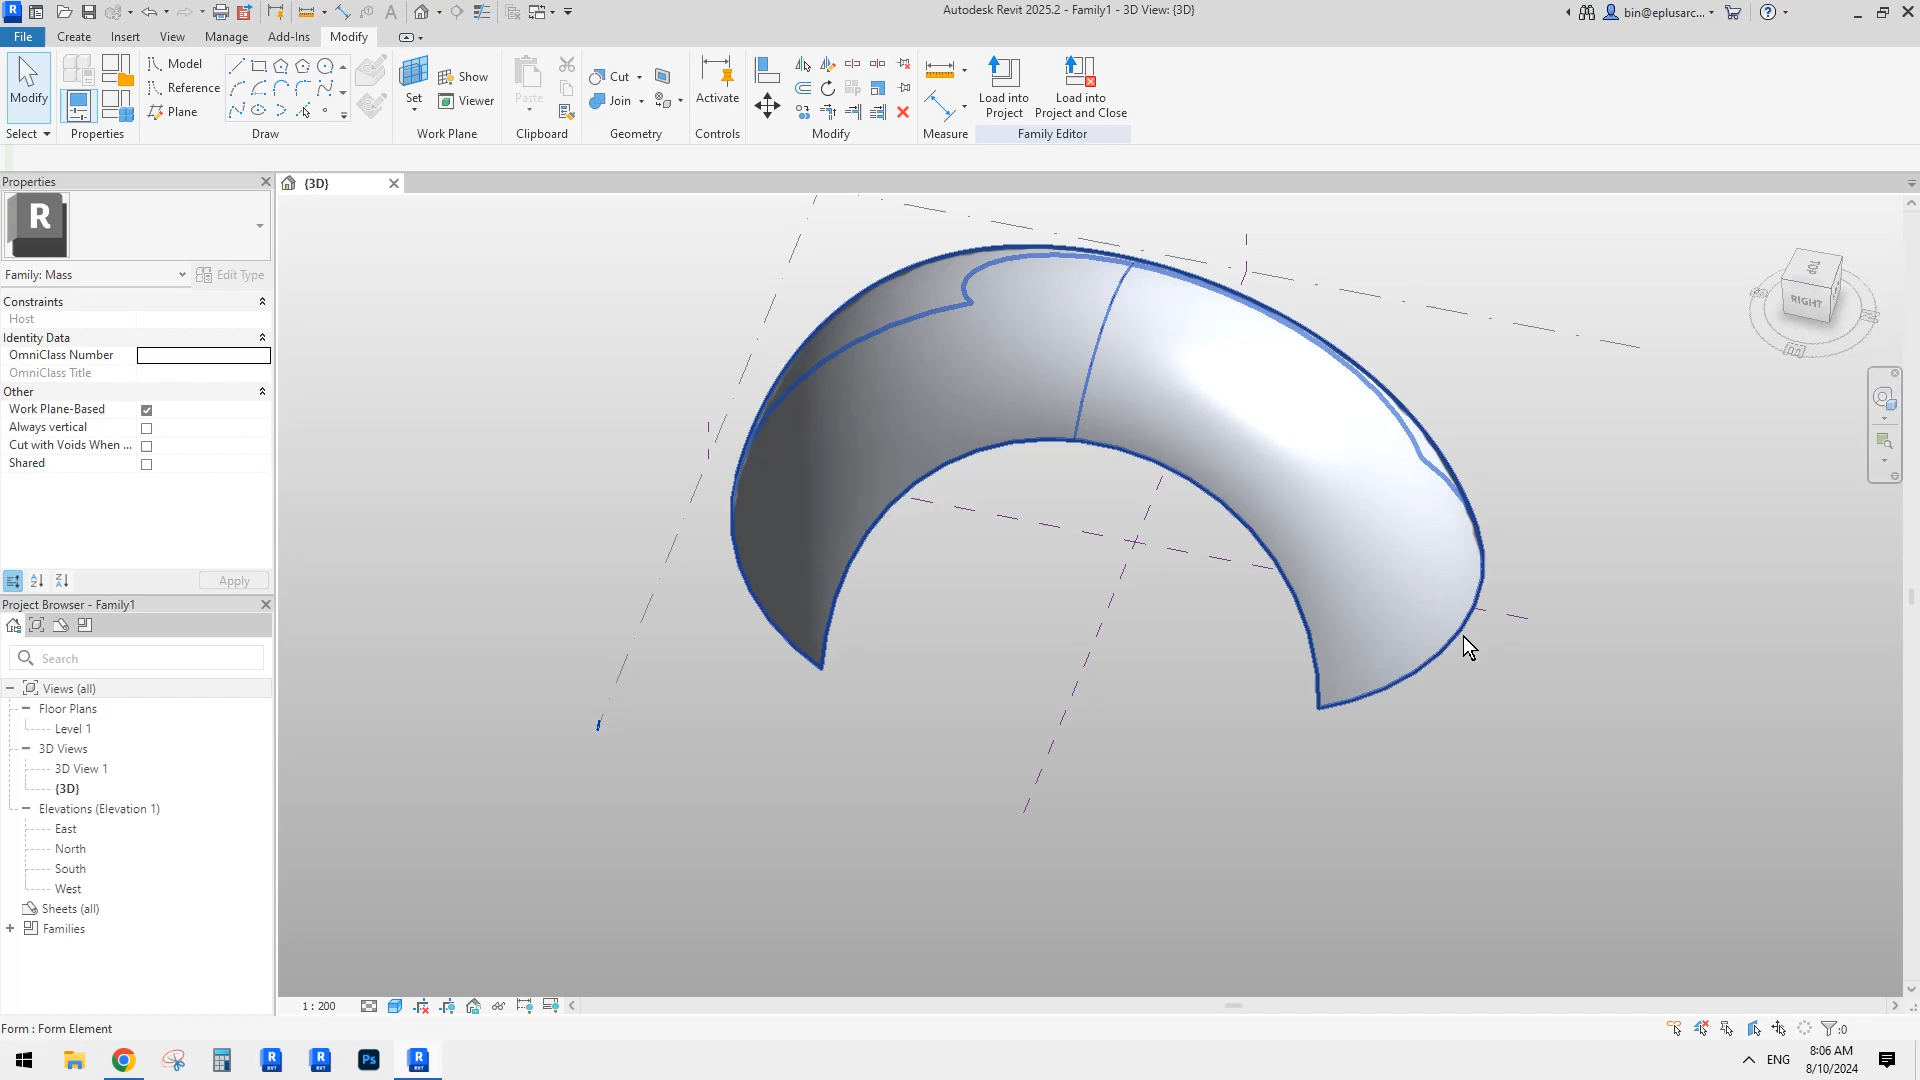 Autodesk Revit 2025.2 - Family1 - 3D View: {3D}
bin@eplusarc...
File
Create
Insert
View
Manage
Add-Ins
Modify
Modify
Model
Reference
Plane
Set
Show
Viewer
Paste
Cut
Join
Activate
Load into
Project
Load into
Project and Close
Select
Properties
Draw
Work Plane
Clipboard
Geometry
Controls
Modify
Measure
Family Editor
Properties
{3D}
R
Family: Mass
Edit Type
Constraints
Host
Identity Data
OmniClass Number
OmniClass Title
Other
Work Plane-Based
Always vertical
Cut with Voids When ...
Shared
Apply
TOP
RIGHT
Project Browser - Family1
Search
Views (all)
Floor Plans
Level 1
3D Views
3D View 1
{3D}
Elevations (Elevation 1)
East
North
South
West
Sheets (all)
Families
1 : 200
Form : Form Element
:0
ENG
8:06 AM
8/10/2024